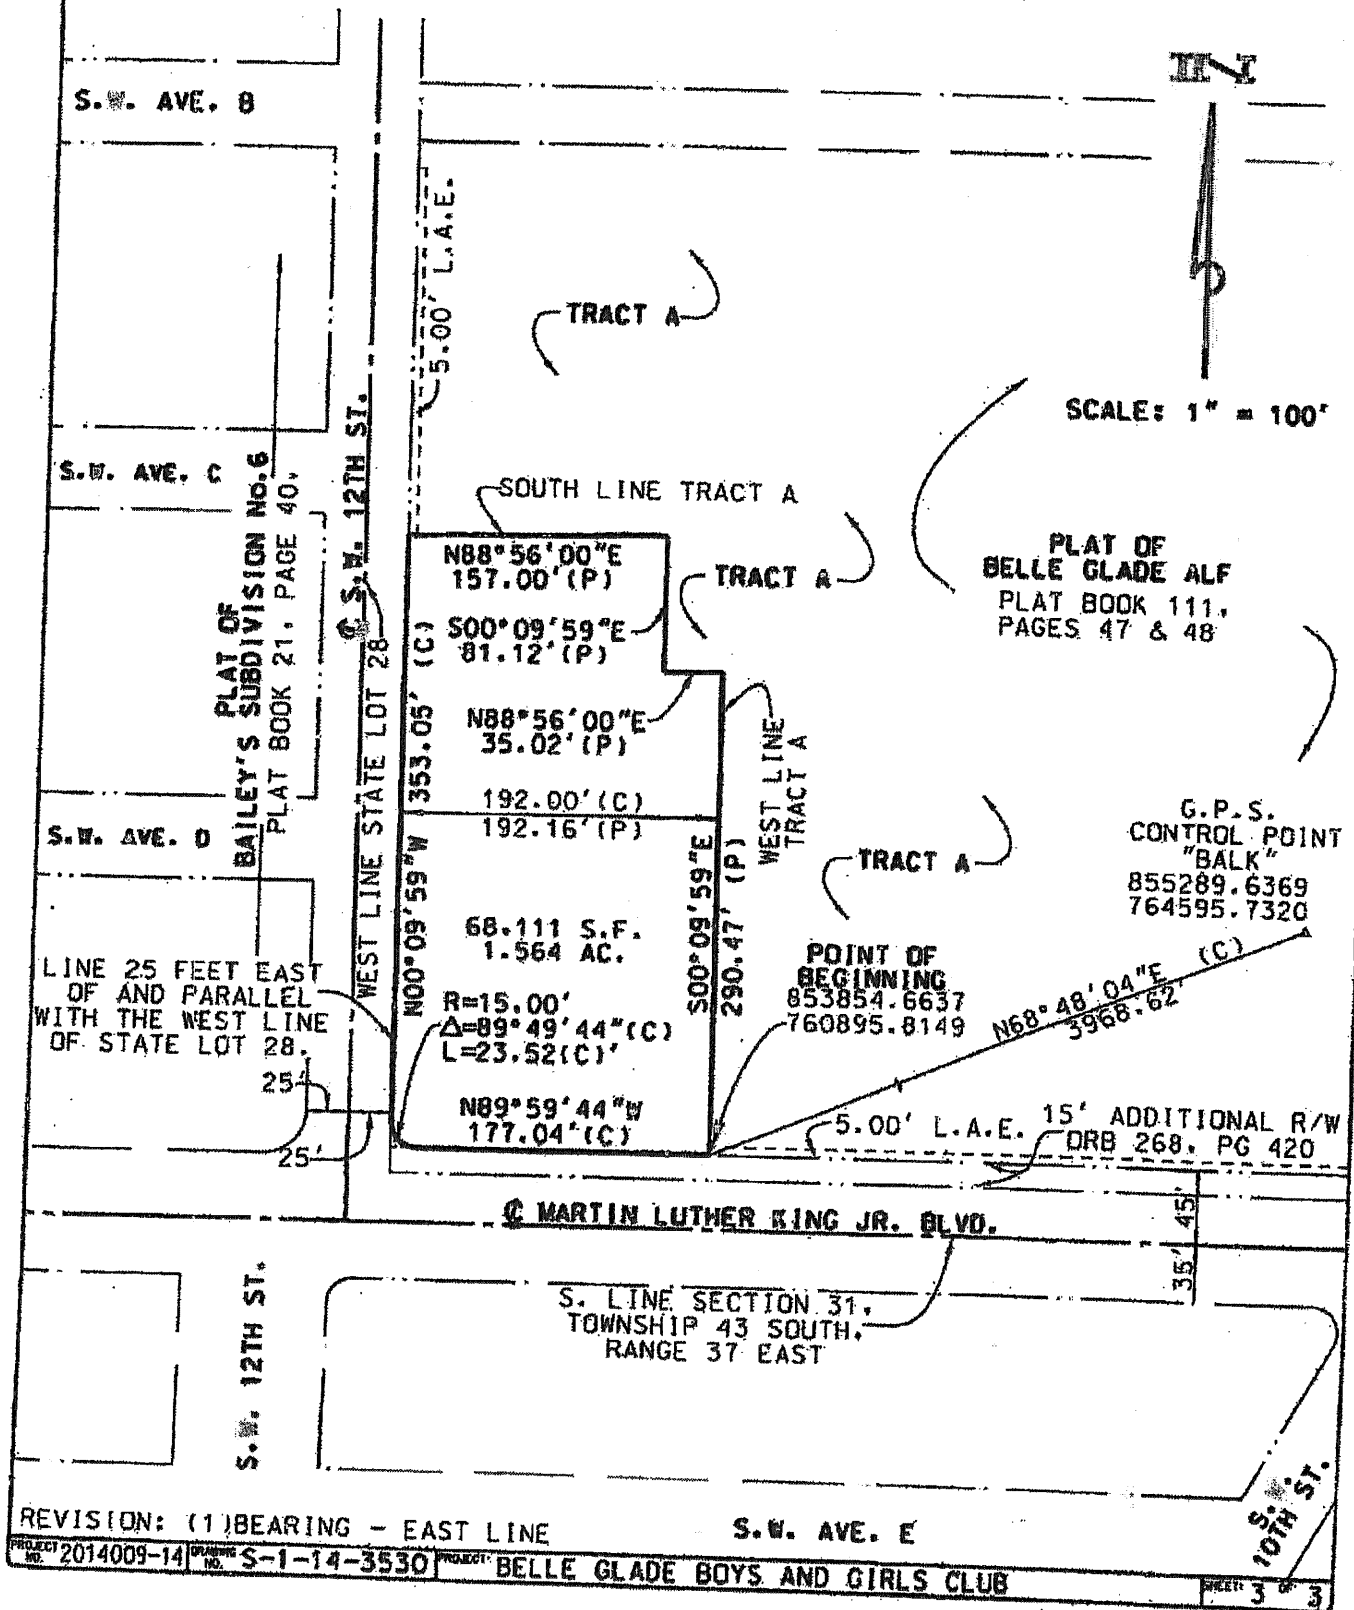 S.W. AVE. B
5.00' L.A.E.
TRACT A
SCALE: 1" = 100'
S.W. AVE. C
PLAT OF
BAILEY'S SUBDIVISION No.6
PLAT BOOK 21, PAGE 40.
℄ S.W. 12TH ST.
WEST LINE STATE LOT 28
SOUTH LINE TRACT A
N88°56'00"E
157.00'(P)
TRACT A
S00°09'59"E
81.12'(P)
PLAT OF
BELLE GLADE ALF
PLAT BOOK 111,
PAGES 47 & 48
N88°56'00"E
35.02'(P)
192.00'(C)
192.16'(P)
N00°09'59"W 353.05' (C)
S00°09'59"E
290.47' (P)
WEST LINE
TRACT A
S.W. AVE. D
TRACT A
G.P.S.
CONTROL POINT
"BALK"
855289.6369
764595.7320
68.111 S.F.
1.564 AC.
POINT OF
BEGINNING
853854.6637
760895.8149
N68°48'04"E (C)
3968.62'
LINE 25 FEET EAST
OF AND PARALLEL
WITH THE WEST LINE
OF STATE LOT 28.
R=15.00'
Δ=89°49'44"(C)
L=23.52(C)'
25'
25'
N89°59'44"W
177.04'(C)
5.00' L.A.E.
15' ADDITIONAL R/W
ORB 268, PG 420
℄ MARTIN LUTHER KING JR. BLVD.
45'
35'
S.W. 12TH ST.
S. LINE SECTION 31,
TOWNSHIP 43 SOUTH,
RANGE 37 EAST
S.W.
10TH ST.
REVISION: (1)BEARING - EAST LINE
S.W. AVE. E
PROJECT NO. 2014009-14 DRAWING NO. S-1-14-3530 PROJECT: BELLE GLADE BOYS AND GIRLS CLUB SHEET: 3 OF 3